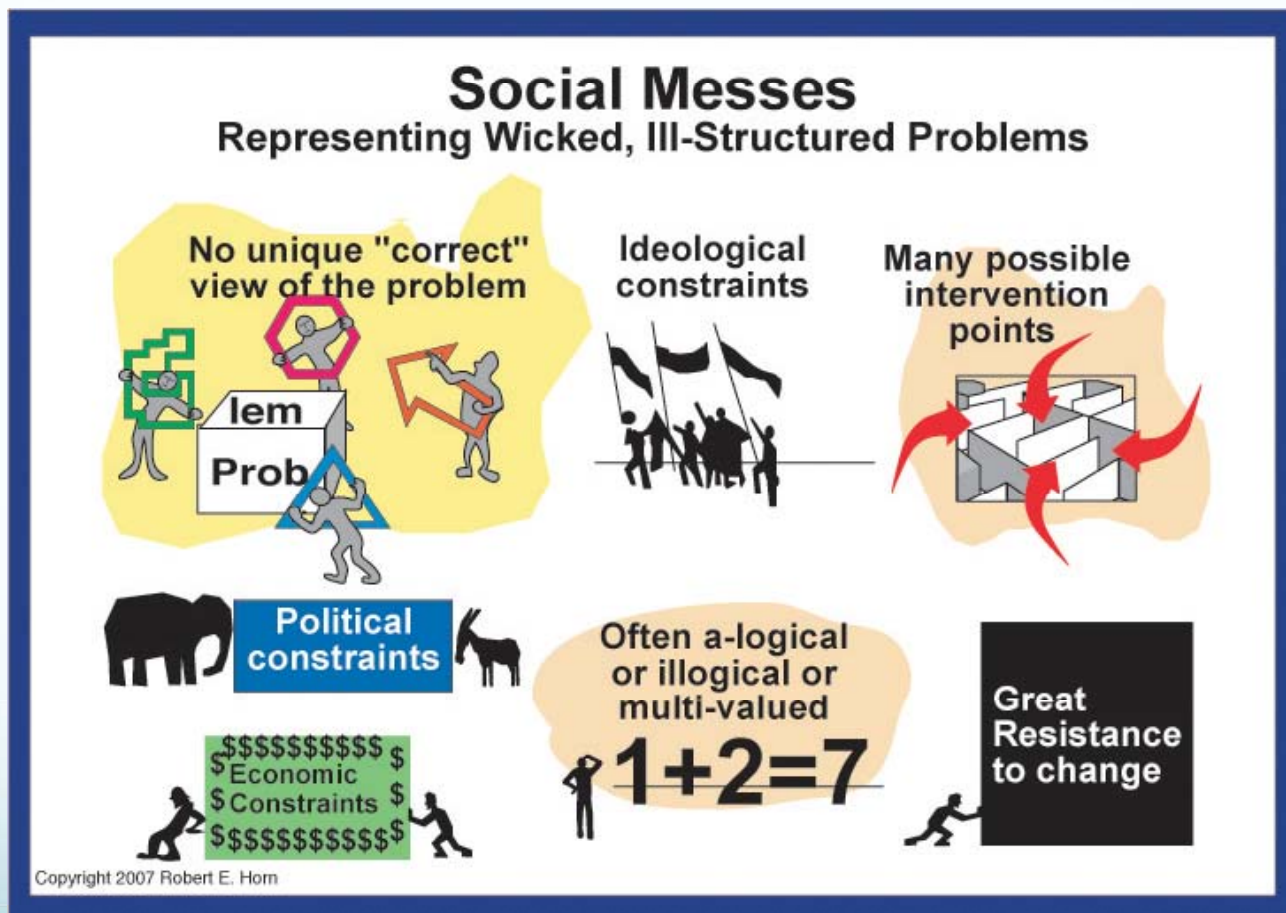 Social Messes
Representing Wicked, Ill-Structured Problems
No unique "correct"
view of the problem
lem
Prob
Ideological
constraints
Many possible
intervention
points
Political
constraints
Often a-logical
or illogical or
multi-valued
1+2=7
Great
Resistance
to change
$$$$$$$$$$
$ Economic $
$ Constraints $
$$$$$$$$$$$
Copyright 2007 Robert E. Horn